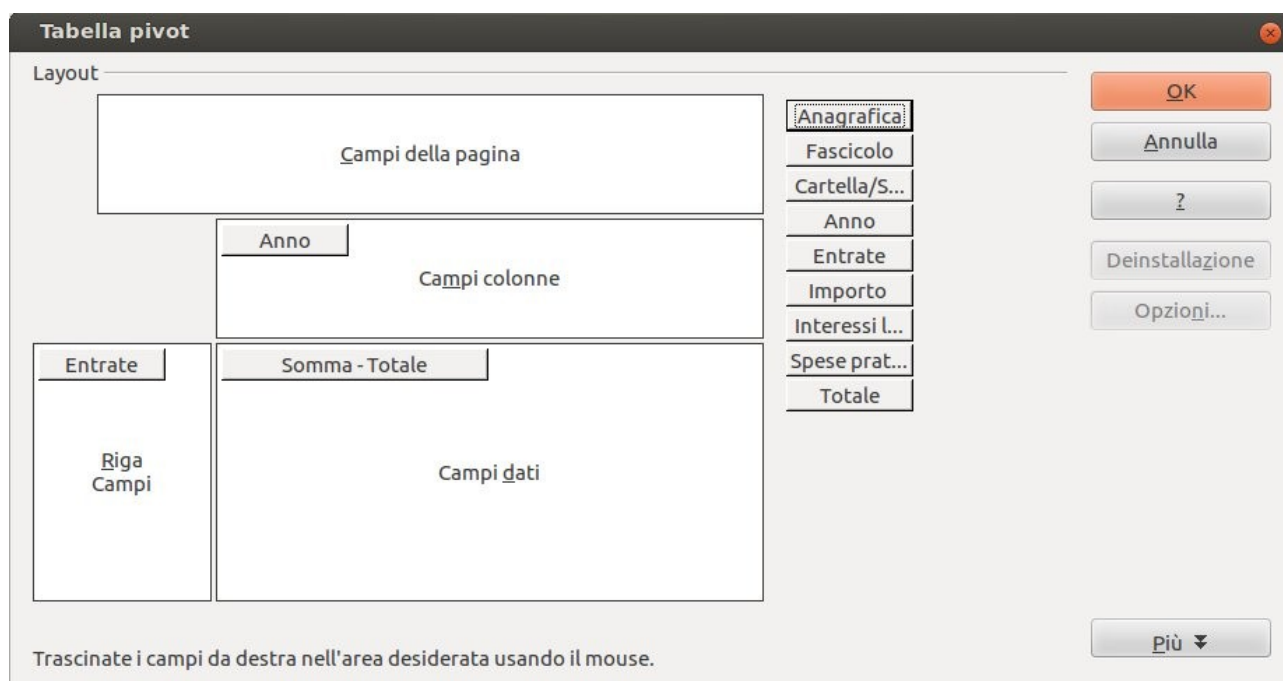 Tabella pivot
Layout
Campi della pagina
Anno
Campi colonne
Entrate
Somma - Totale
Riga
Campi
Campi dati
Anagrafica
Fascicolo
Cartella/S...
Anno
Entrate
Importo
Interessi l...
Spese prat...
Totale
OK
Annulla
?
Deinstallazione
Opzioni...
Più
Trascinate i campi da destra nell'area desiderata usando il mouse.